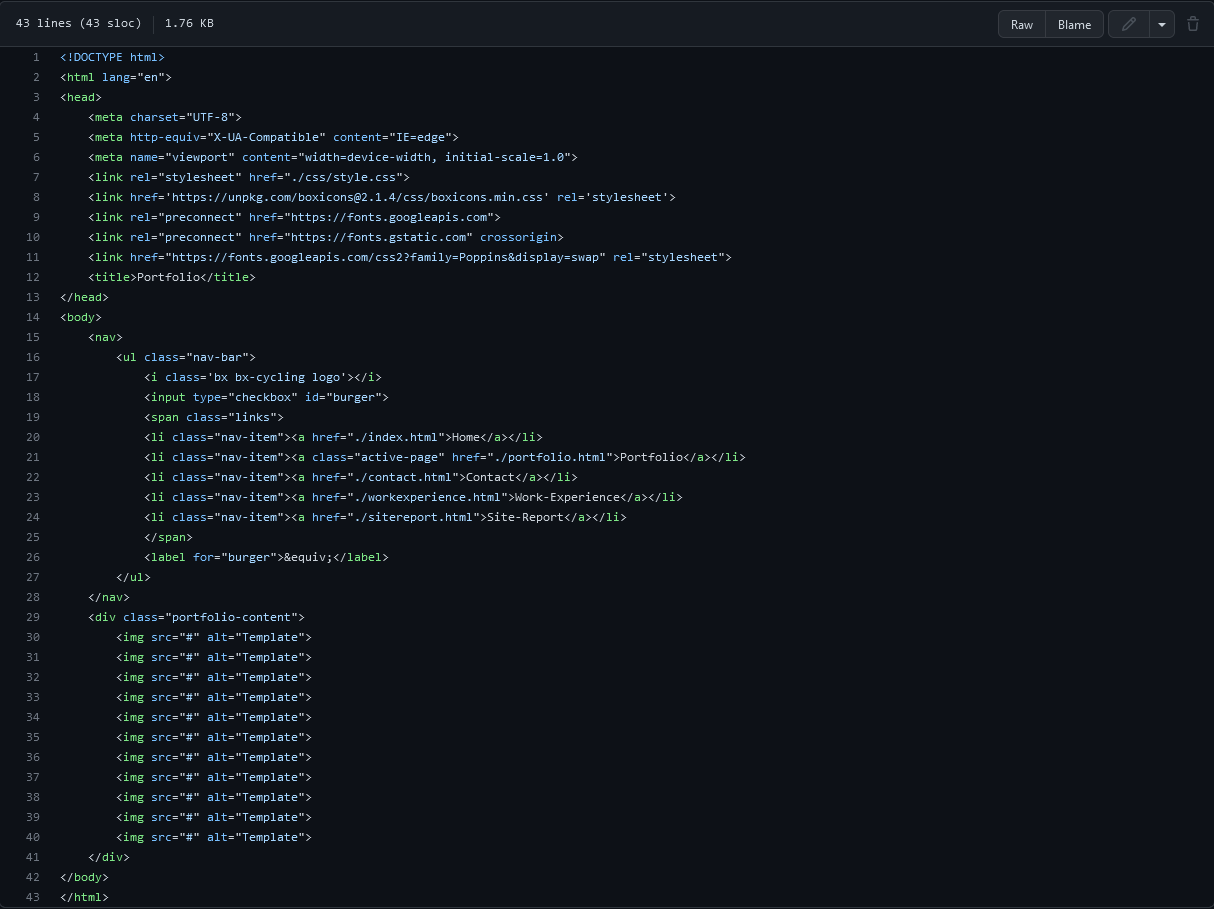 43 lines (43 sloc) 1.76 KB Raw Blame
1 <!DOCTYPE html>
2 <html lang="en">
3 <head>
4     <meta charset="UTF-8">
5     <meta http-equiv="X-UA-Compatible" content="IE=edge">
6     <meta name="viewport" content="width=device-width, initial-scale=1.0">
7     <link rel="stylesheet" href="./css/style.css">
8     <link href='https://unpkg.com/boxicons@2.1.4/css/boxicons.min.css' rel='stylesheet'>
9     <link rel="preconnect" href="https://fonts.googleapis.com">
10     <link rel="preconnect" href="https://fonts.gstatic.com" crossorigin>
11     <link href="https://fonts.googleapis.com/css2?family=Poppins&display=swap" rel="stylesheet">
12     <title>Portfolio</title>
13 </head>
14 <body>
15     <nav>
16         <ul class="nav-bar">
17             <i class='bx bx-cycling logo'></i>
18             <input type="checkbox" id="burger">
19             <span class="links">
20             <li class="nav-item"><a href="./index.html">Home</a></li>
21             <li class="nav-item"><a class="active-page" href="./portfolio.html">Portfolio</a></li>
22             <li class="nav-item"><a href="./contact.html">Contact</a></li>
23             <li class="nav-item"><a href="./workexperience.html">Work-Experience</a></li>
24             <li class="nav-item"><a href="./sitereport.html">Site-Report</a></li>
25             </span>
26             <label for="burger">&equiv;</label>
27         </ul>
28     </nav>
29     <div class="portfolio-content">
30         <img src="#" alt="Template">
31         <img src="#" alt="Template">
32         <img src="#" alt="Template">
33         <img src="#" alt="Template">
34         <img src="#" alt="Template">
35         <img src="#" alt="Template">
36         <img src="#" alt="Template">
37         <img src="#" alt="Template">
38         <img src="#" alt="Template">
39         <img src="#" alt="Template">
40         <img src="#" alt="Template">
41     </div>
42 </body>
43 </html>